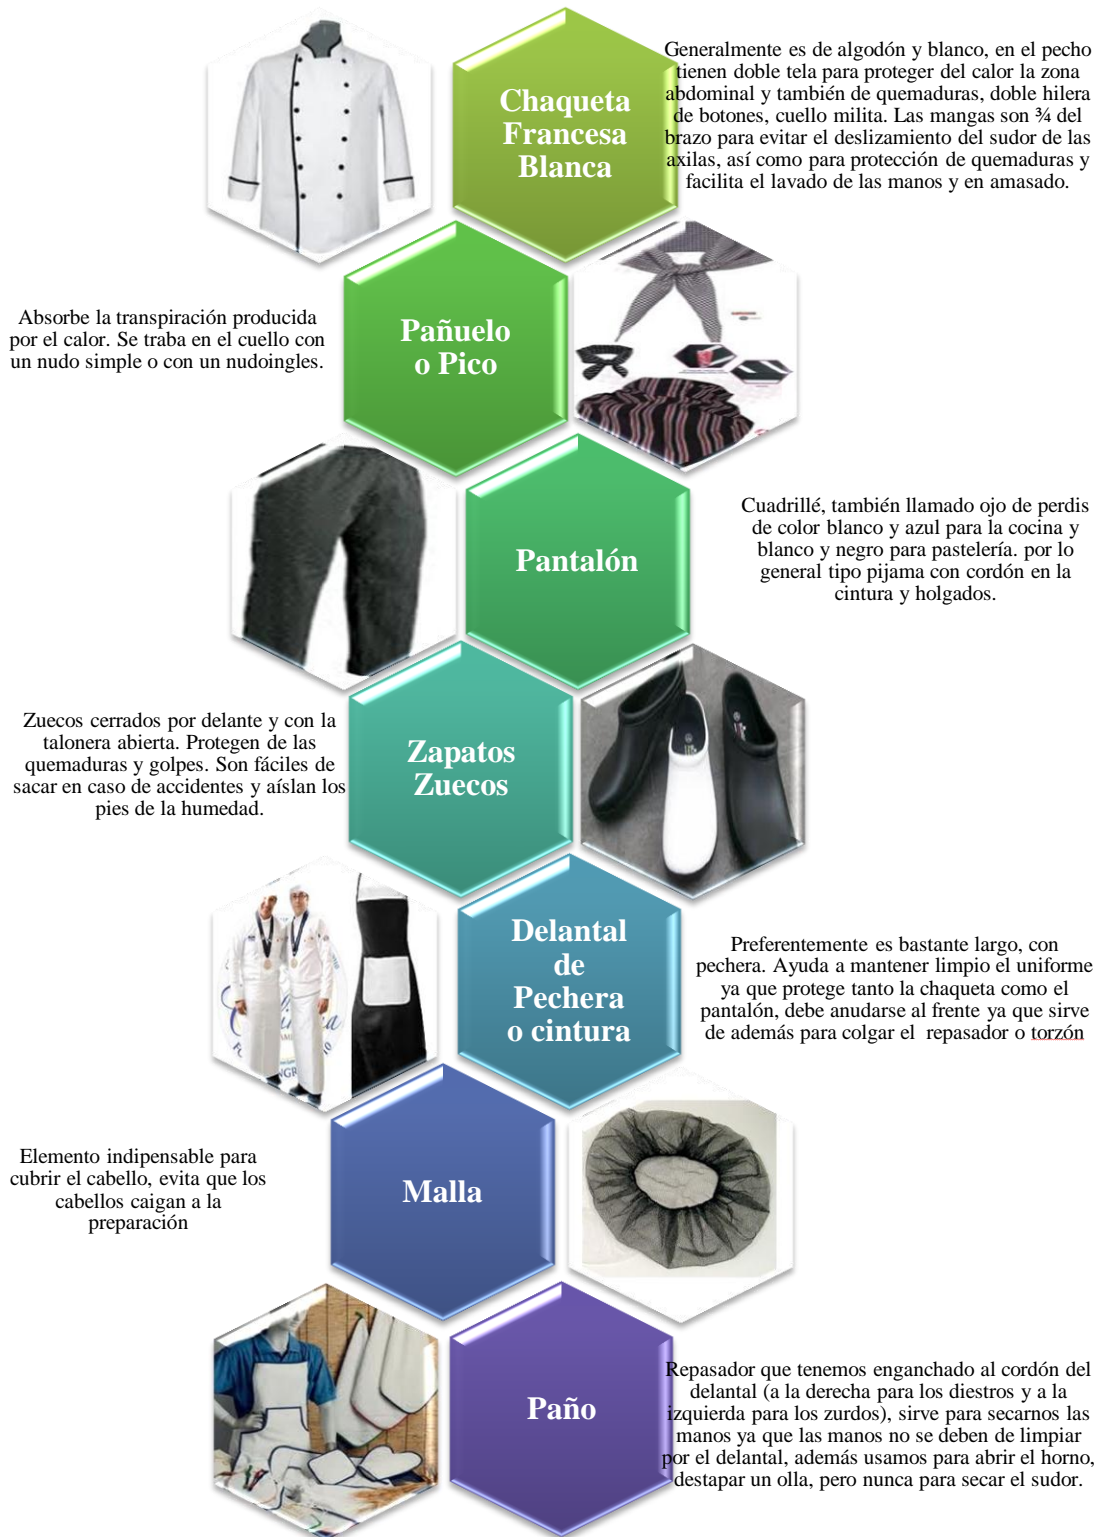 Chaqueta
Francesa
Blanca
Generalmente es de algodón y blanco, en el pecho
tienen doble tela para proteger del calor la zona
abdominal y también de quemaduras, doble hilera
de botones, cuello milita. Las mangas son ¾ del
brazo para evitar el deslizamiento del sudor de las
axilas, así como para protección de quemaduras y
facilita el lavado de las manos y en amasado.
Absorbe la transpiración producida
por el calor. Se traba en el cuello con
un nudo simple o con un nudoingles.
Pañuelo
o Pico
Pantalón
Cuadrillé, también llamado ojo de perdis
de color blanco y azul para la cocina y
blanco y negro para pastelería. por lo
general tipo pijama con cordón en la
cintura y holgados.
Zuecos cerrados por delante y con la
talonera abierta. Protegen de las
quemaduras y golpes. Son fáciles de
sacar en caso de accidentes y aíslan los
pies de la humedad.
Zapatos
Zuecos
Delantal
de
Pechera
o cintura
Preferentemente es bastante largo, con
pechera. Ayuda a mantener limpio el uniforme
ya que protege tanto la chaqueta como el
pantalón, debe anudarse al frente ya que sirve
de además para colgar el repasador o torzón
Elemento indipensable para
cubrir el cabello, evita que los
cabellos caigan a la
preparación
Malla
Paño
Repasador que tenemos enganchado al cordón del
delantal (a la derecha para los diestros y a la
izquierda para los zurdos), sirve para secarnos las
manos ya que las manos no se deben de limpiar
por el delantal, además usamos para abrir el horno,
destapar un olla, pero nunca para secar el sudor.